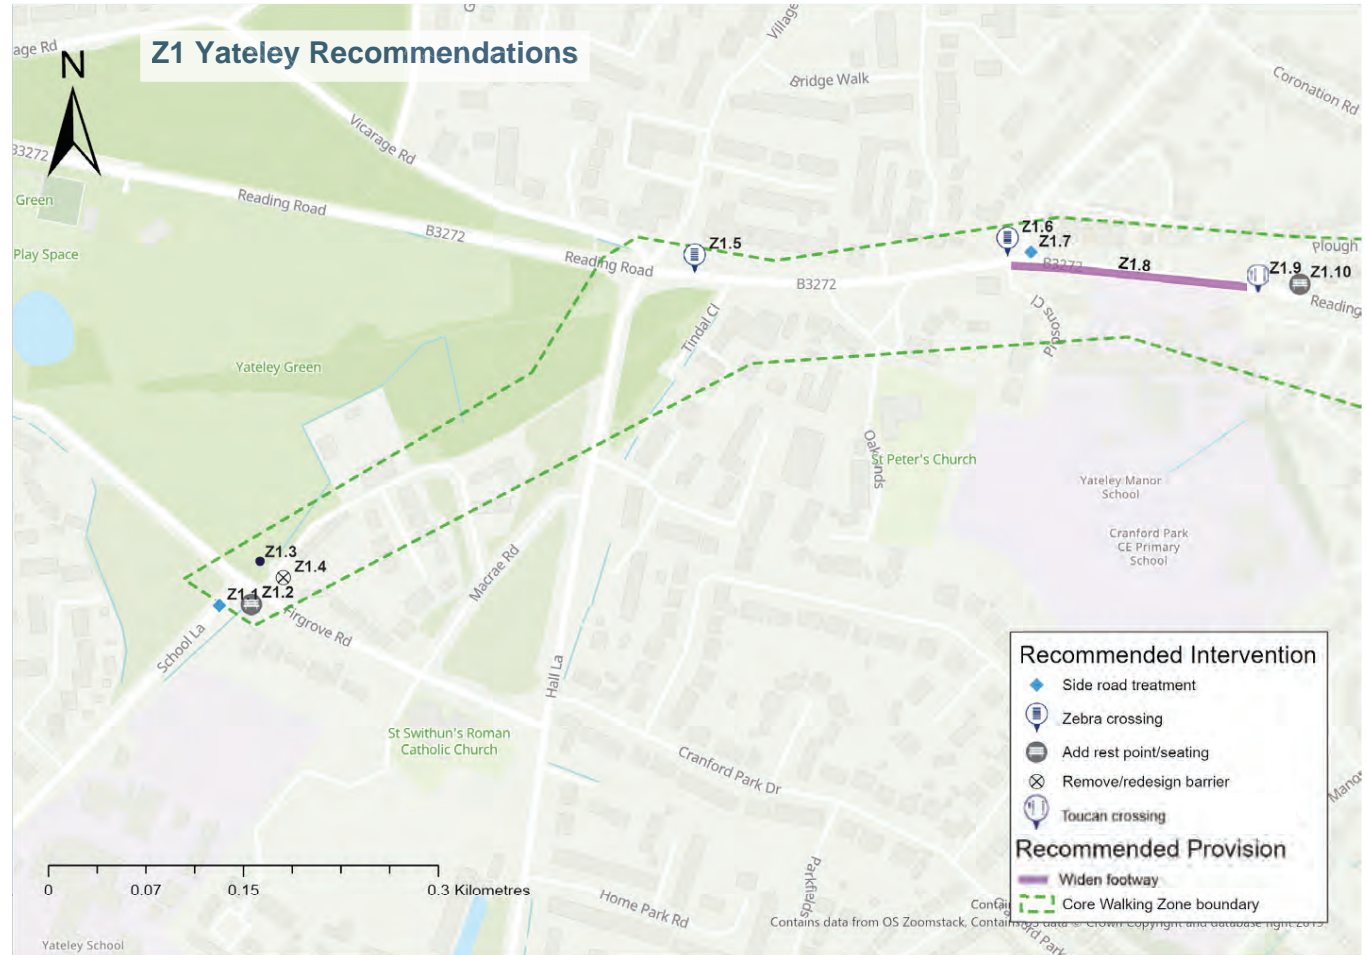 Z1 Yateley Recommendations
N
age Rd
Vicarage Rd
Village
Bridge Walk
Coronation Rd
B3272
Green
Play Space
Reading Road
B3272
Reading Road
Z1.5
B3272
Z1.6
Z1.7
B3272
Z1.8
Z1.9
Z1.10
Plough
Reading
Tindal Cl
Yateley Green
Oaklands
St Peter's Church
Yateley Manor
School
Cranford Park
CE Primary
School
Z1.3
Z1.4
Z1.1
Z1.2
Firgrove Rd
School La
Macrae Rd
Hall La
St Swithun's Roman
Catholic Church
Cranford Park Dr
Parkfields
Home Park Rd
Yateley School
0
0.07
0.15
0.3 Kilometres
Recommended Intervention
Side road treatment
Zebra crossing
Add rest point/seating
Remove/redesign barrier
Toucan crossing
Recommended Provision
Widen footway
Core Walking Zone boundary
Contains data from OS Zoomstack,